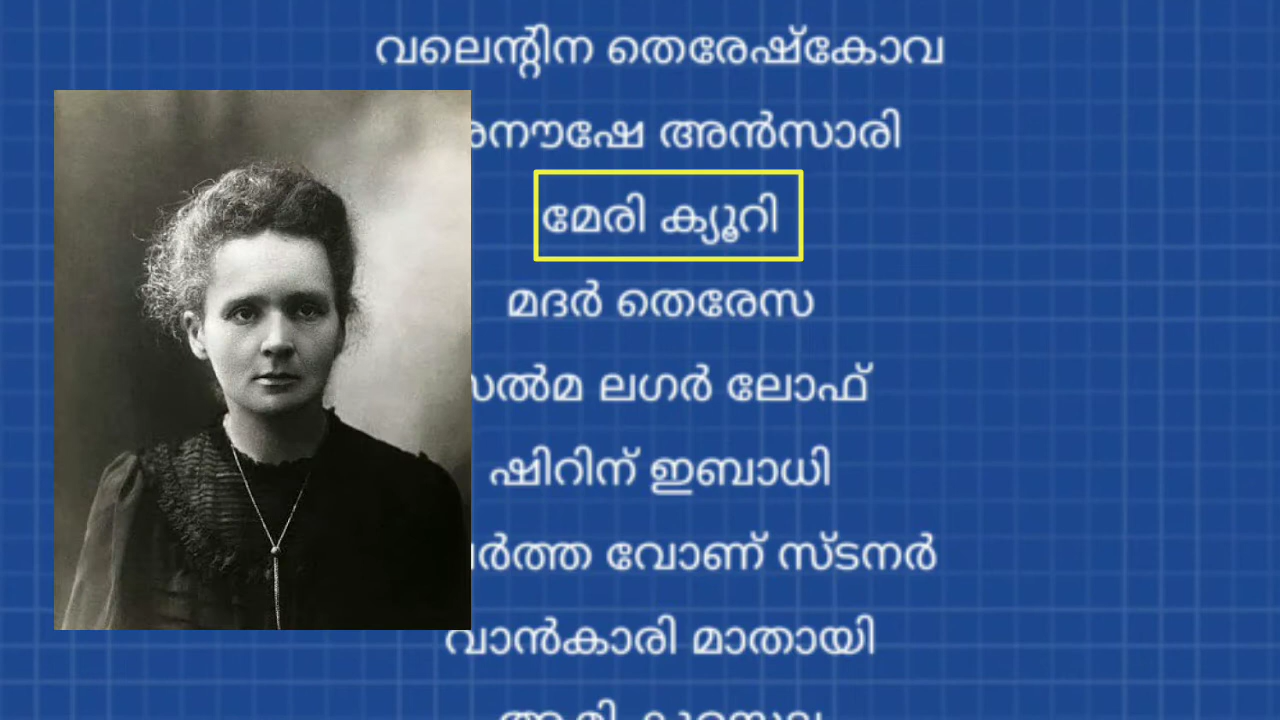 വലെന്റിന തെരേഷ്കോവ
അൻസാരി
മേരി ക്യൂറി
മദർ തെരേസ
ലഗർ ലോഫ്
ഷിറിന് ഇബാധി
വോണ് സ്ടനർ
വാൻകാരി മാതായി